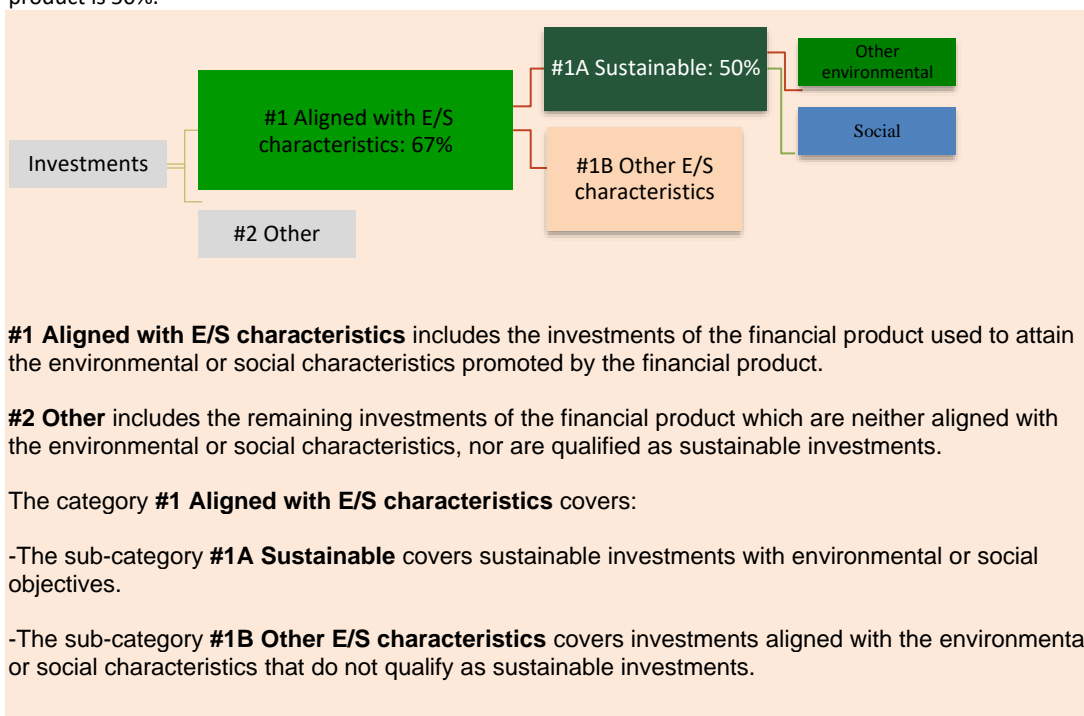 product is 50%.
#1A Sustainable: 50%
Other
environmental
#1 Aligned with E/S
characteristics: 67%
Social
Investments
#1B Other E/S
characteristics
#2 Other
#1 Aligned with E/S characteristics includes the investments of the financial product used to attain
the environmental or social characteristics promoted by the financial product.
#2 Other includes the remaining investments of the financial product which are neither aligned with
the environmental or social characteristics, nor are qualified as sustainable investments.
The category #1 Aligned with E/S characteristics covers:
-The sub-category #1A Sustainable covers sustainable investments with environmental or social
objectives.
-The sub-category #1B Other E/S characteristics covers investments aligned with the environmenta
or social characteristics that do not qualify as sustainable investments.